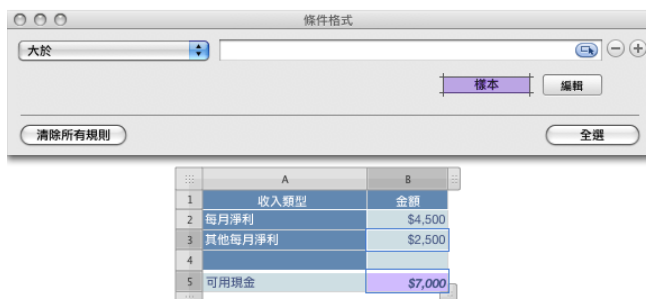 條件格式
大於
樣本 編輯
清除所有規則 全選
A B
1 收入類型 金額
2 每月淨利 $4,500
3 其他每月淨利 $2,500
4
5 可用現金 $7,000